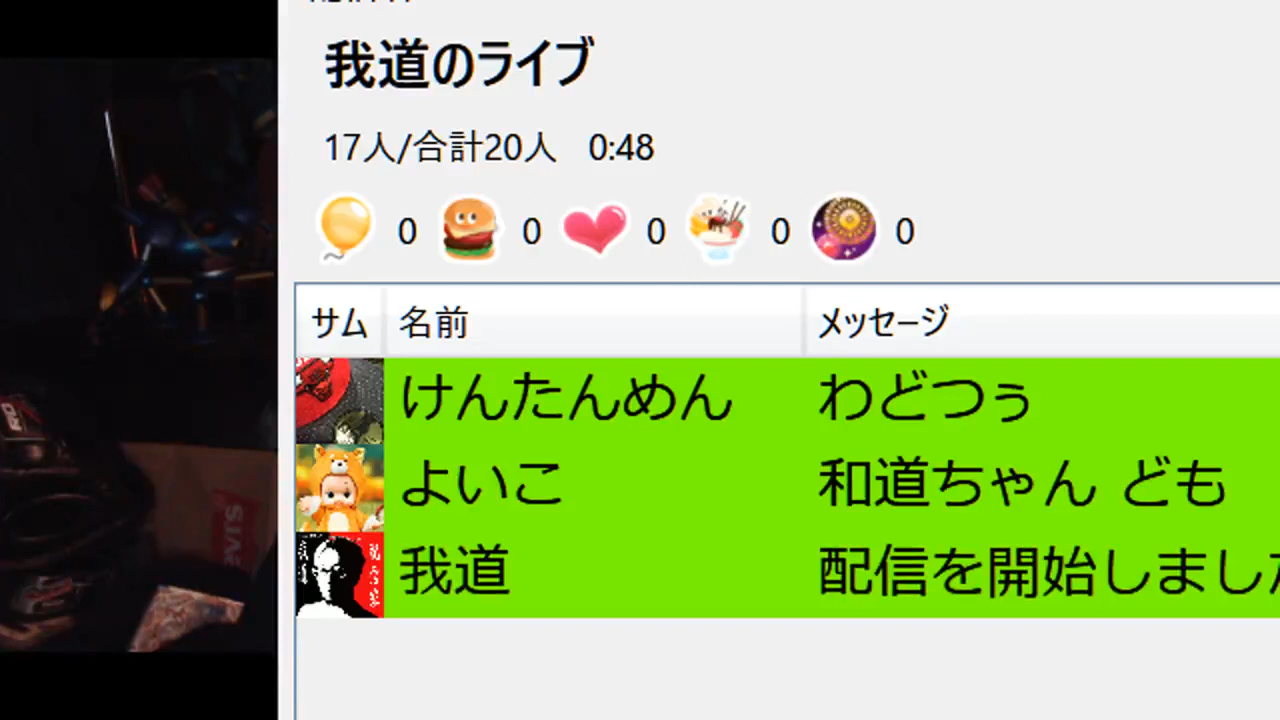 我道のライブ
17人/合計20人 0:48
0 0 0 0 0
サム 名前 メッセージ
けんたんめん わどつぅ
よいこ 和道ちゃん ども
我道 配信を開始しました